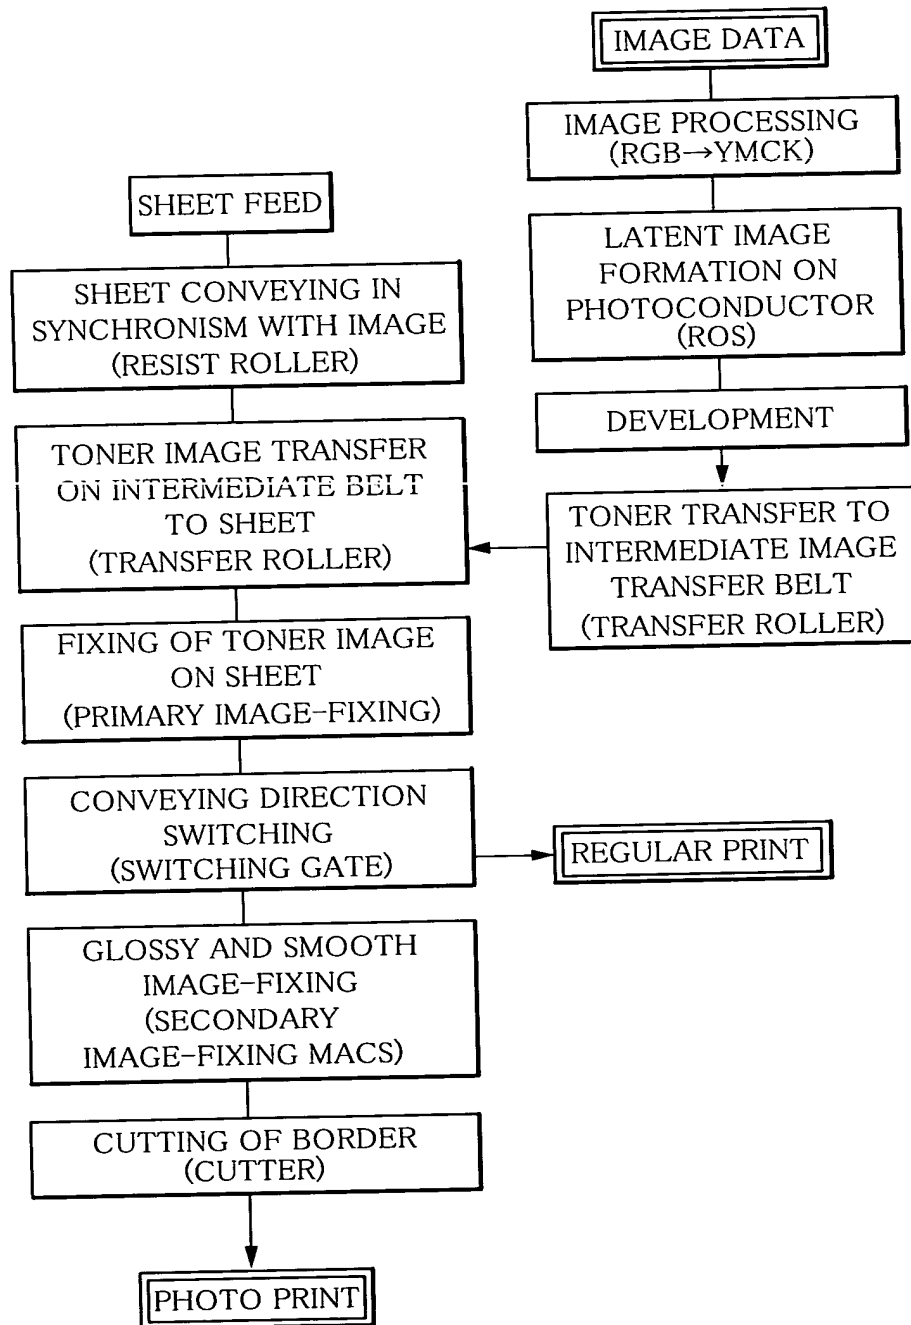 IMAGE DATA
IMAGE PROCESSING
(RGB→YMCK)
LATENT IMAGE
FORMATION ON
PHOTOCONDUCTOR
(ROS)
DEVELOPMENT
TONER TRANSFER TO
INTERMEDIATE IMAGE
TRANSFER BELT
(TRANSFER ROLLER)
SHEET FEED
SHEET CONVEYING IN
SYNCHRONISM WITH IMAGE
(RESIST ROLLER)
TONER IMAGE TRANSFER
ON INTERMEDIATE BELT
TO SHEET
(TRANSFER ROLLER)
FIXING OF TONER IMAGE
ON SHEET
(PRIMARY IMAGE-FIXING)
CONVEYING DIRECTION
SWITCHING
(SWITCHING GATE)
REGULAR PRINT
GLOSSY AND SMOOTH
IMAGE-FIXING
(SECONDARY
IMAGE-FIXING MACS)
CUTTING OF BORDER
(CUTTER)
PHOTO PRINT